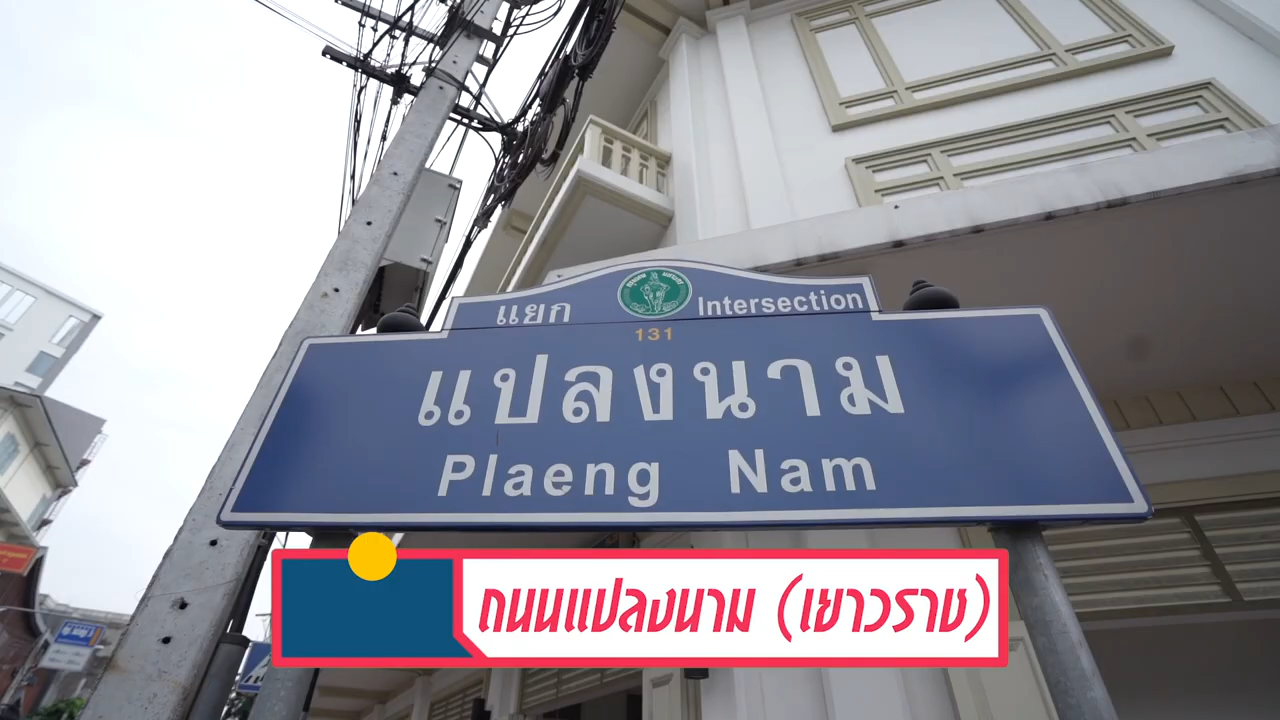 แยก
Intersection
131
แปลงนาม
Plaeng Nam
ถนนแปลงนาม (เยาวราช)